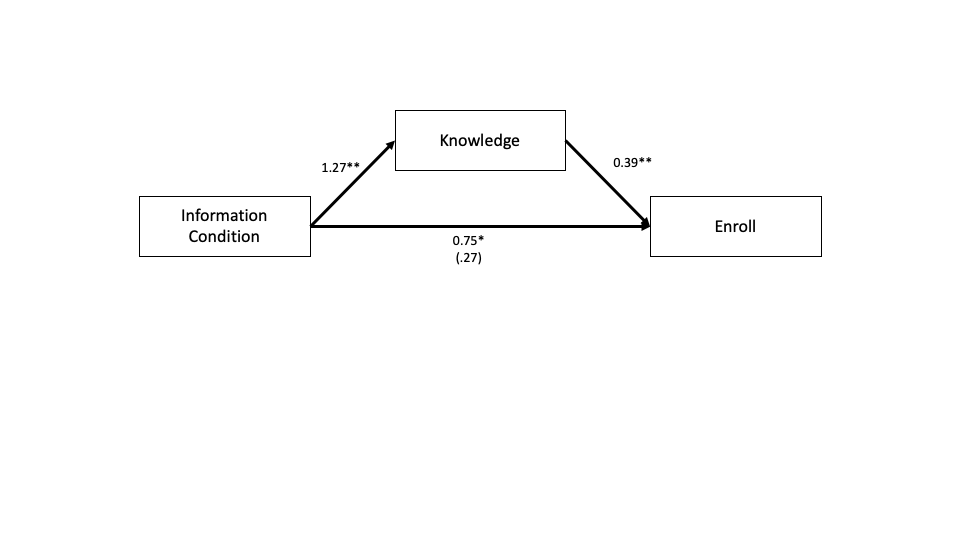 Knowledge
1.27**
0.39**
Information
Condition
Enroll
0.75*
(.27)